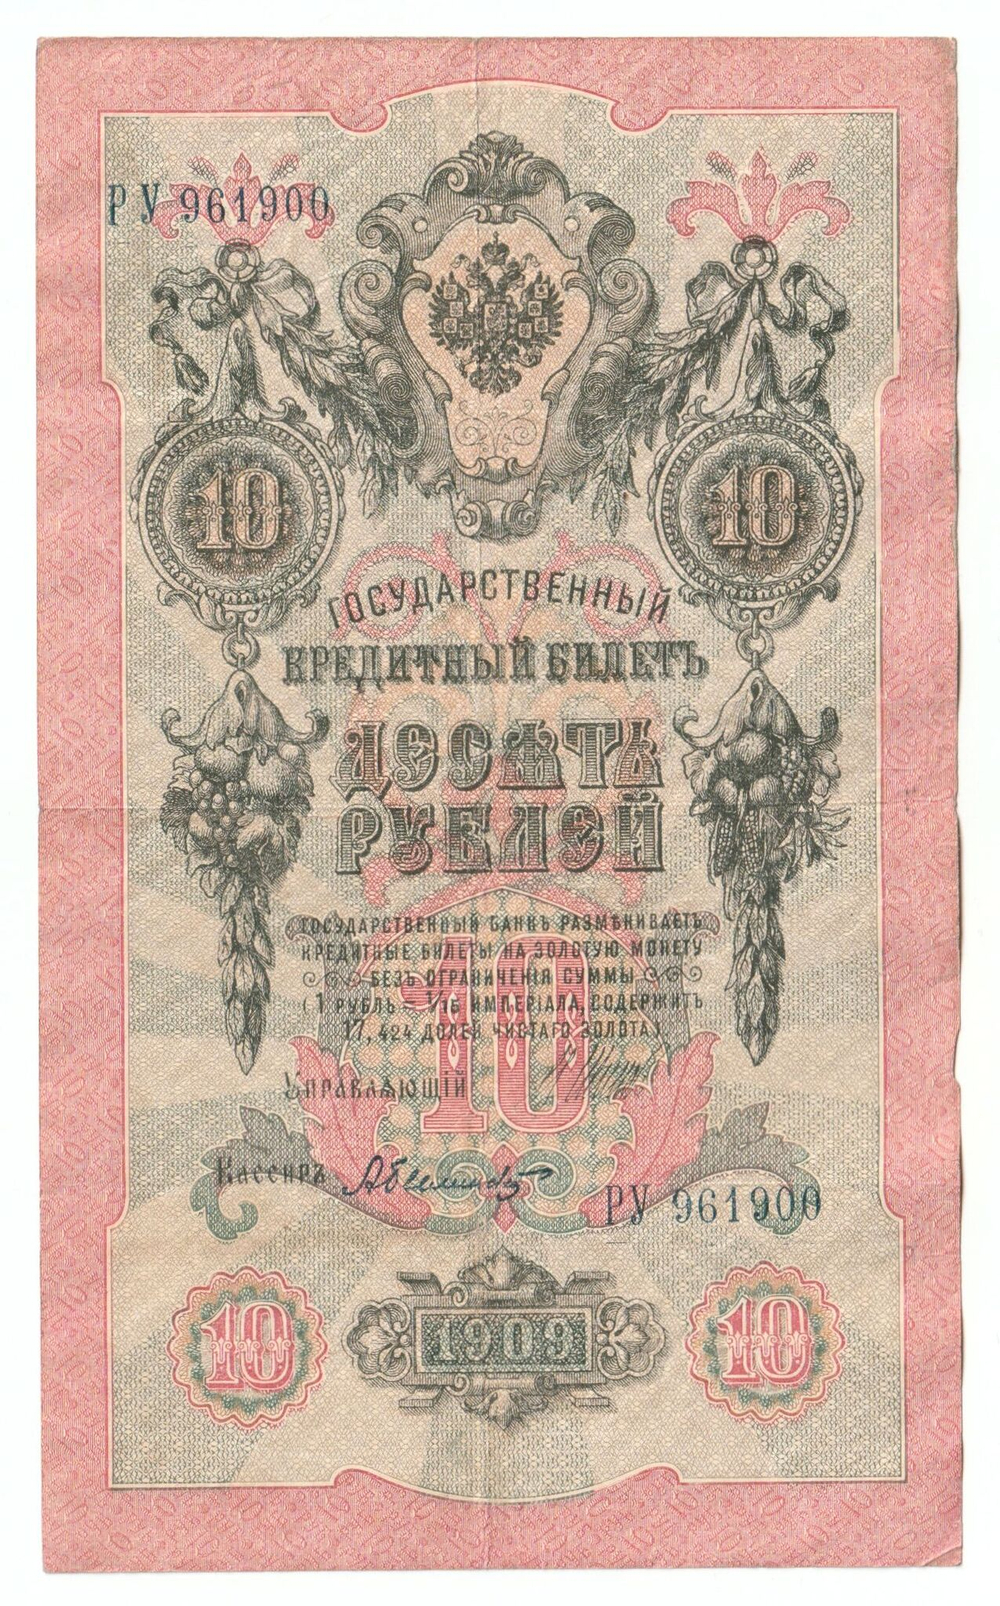 РУ 961900
10 10
ГОСУДАРСТВЕННЫЙ
КРЕДИТНЫЙ БИЛЕТЪ
ДЕСЯТЬ
РУБЛЕЙ
ГОСУДАРСТВЕННЫЙ БАНКЪ РАЗМѢНИВАЕТЪ
КРЕДИТНЫЕ БИЛЕТЫ НА ЗОЛОТУЮ МОНЕТУ
БЕЗЪ ОГРАНИЧЕНІЯ СУММЫ
(1 РУБЛЬ = 1/15 ИМПЕРІАЛА, СОДЕРЖИТЪ
17,424 ДОЛЕЙ ЧИСТАГО ЗОЛОТА)
10
Управляющій
Кассиръ
РУ 961900
10 1909 10